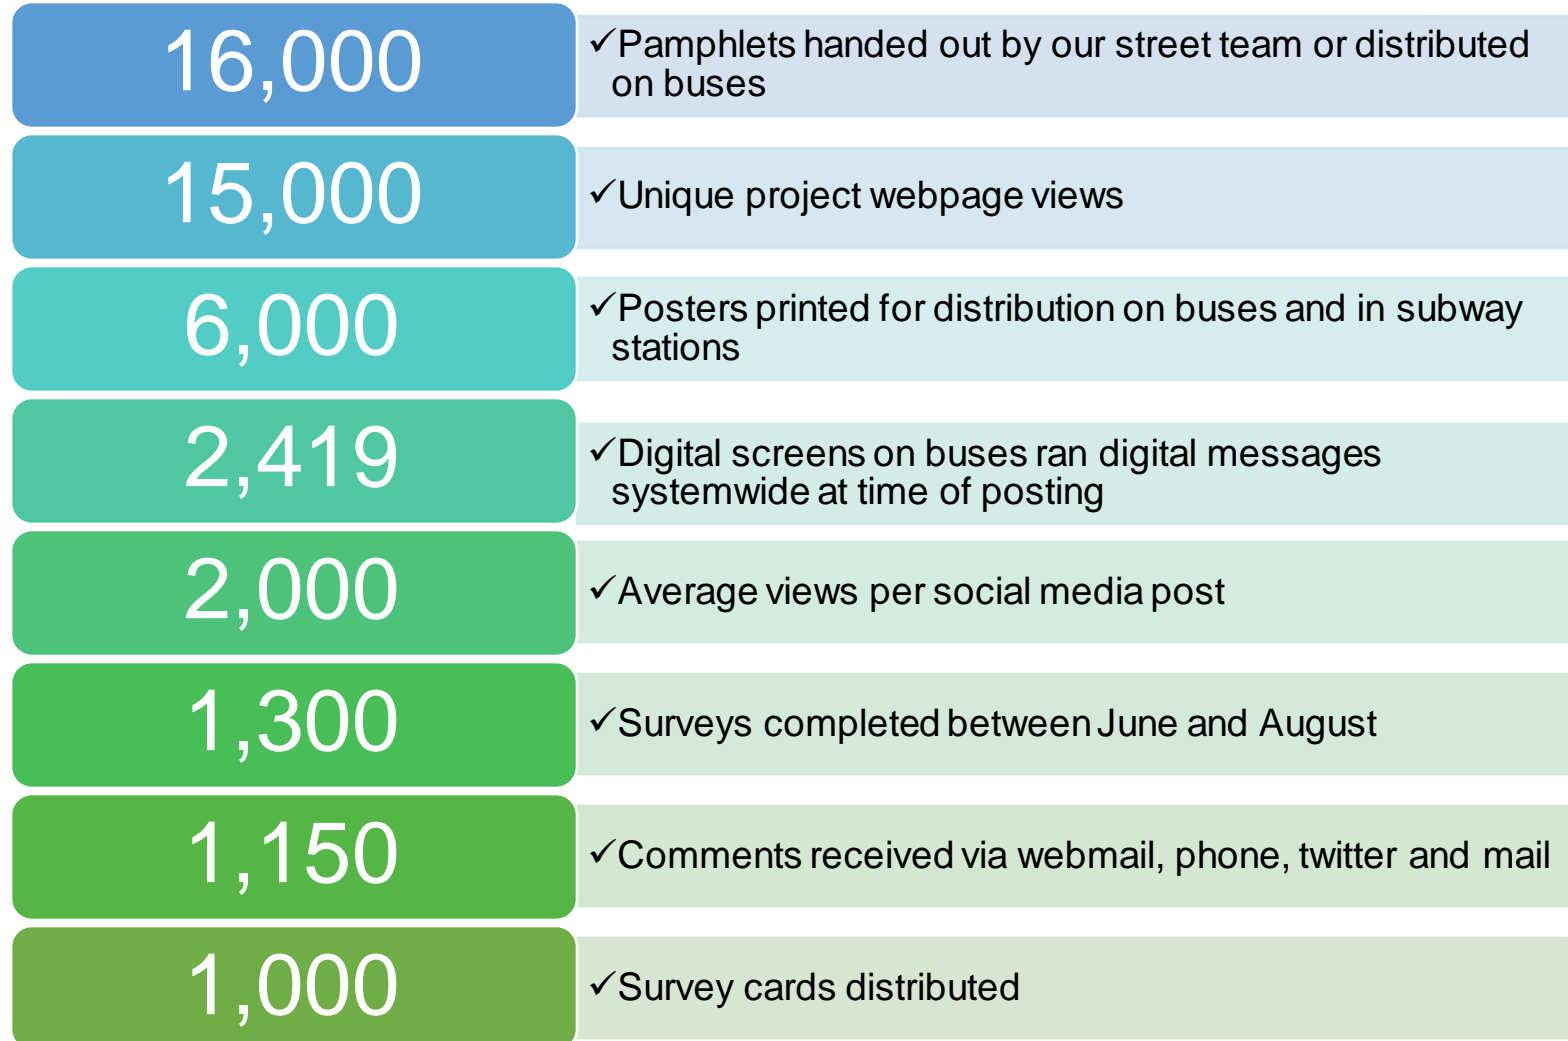 16,000
✓Pamphlets handed out by our street team or distributed
on buses
15,000
✓Unique project webpage views
6,000
✓Posters printed for distribution on buses and in subway
stations
2,419
✓Digital screens on buses ran digital messages
systemwide at time of posting
2,000
✓Average views per social media post
1,300
✓Surveys completed between June and August
1,150
✓Comments received via webmail, phone, twitter and mail
1,000
✓Survey cards distributed